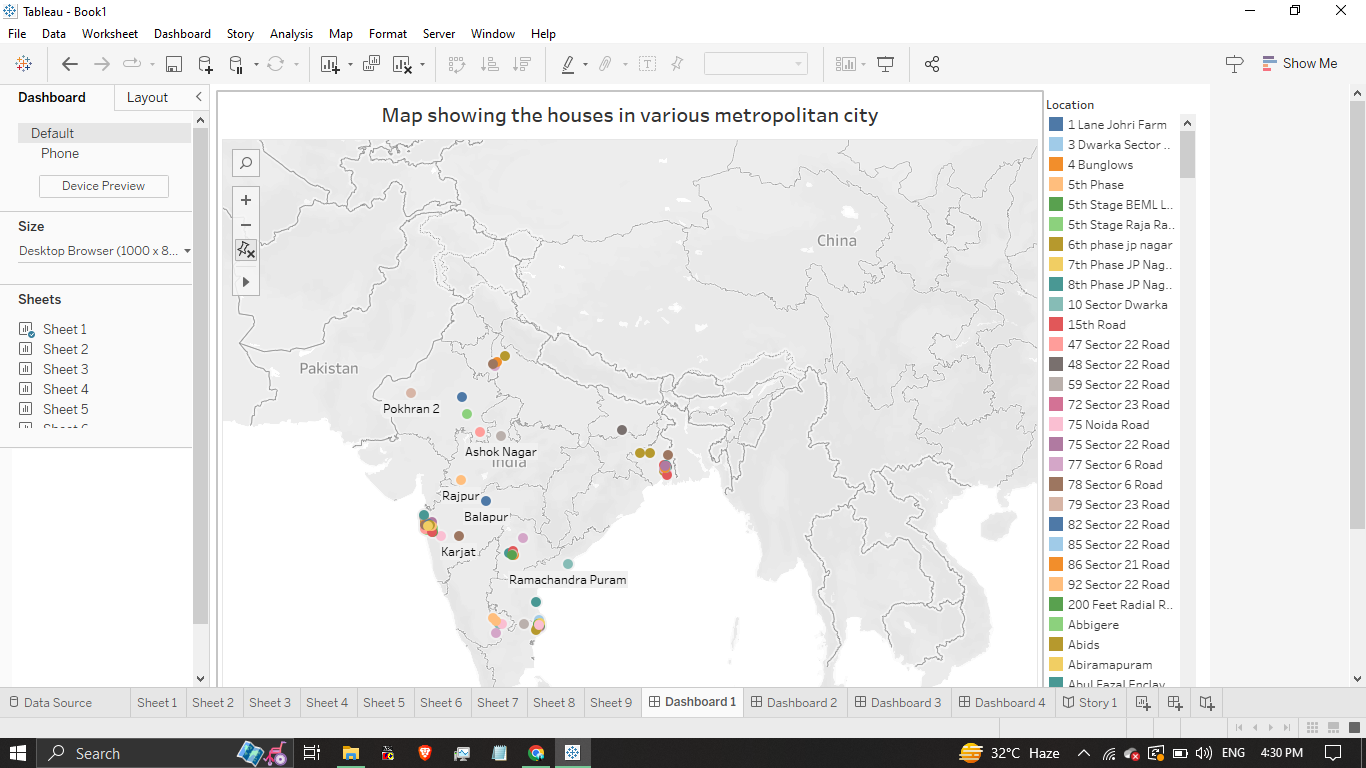 Tableau - Book1
File Data Worksheet Dashboard Story Analysis Map Format Server Window Help
Show Me
Dashboard Layout
Default
Phone
Device Preview
Size
Desktop Browser (1000 x 8...
Sheets
Sheet 1
Sheet 2
Sheet 3
Sheet 4
Sheet 5
Map showing the houses in various metropolitan city
China
Pakistan
Pokhran 2
Ashok Nagar
India
Rajpur
Balapur
Karjat
Ramachandra Puram
Location
1 Lane Johri Farm
3 Dwarka Sector ..
4 Bunglows
5th Phase
5th Stage BEML L..
5th Stage Raja Ra..
6th phase jp nagar
7th Phase JP Nag..
8th Phase JP Nag..
10 Sector Dwarka
15th Road
47 Sector 22 Road
48 Sector 22 Road
59 Sector 22 Road
72 Sector 23 Road
75 Noida Road
75 Sector 22 Road
77 Sector 6 Road
78 Sector 6 Road
79 Sector 23 Road
82 Sector 22 Road
85 Sector 22 Road
86 Sector 21 Road
92 Sector 22 Road
200 Feet Radial R..
Abbigere
Abids
Abiramapuram
Abul Fazal Enclav
Data Source Sheet 1 Sheet 2 Sheet 3 Sheet 4 Sheet 5 Sheet 6 Sheet 7 Sheet 8 Sheet 9 Dashboard 1 Dashboard 2 Dashboard 3 Dashboard 4 Story 1
Search 32°C Haze ENG 4:30 PM